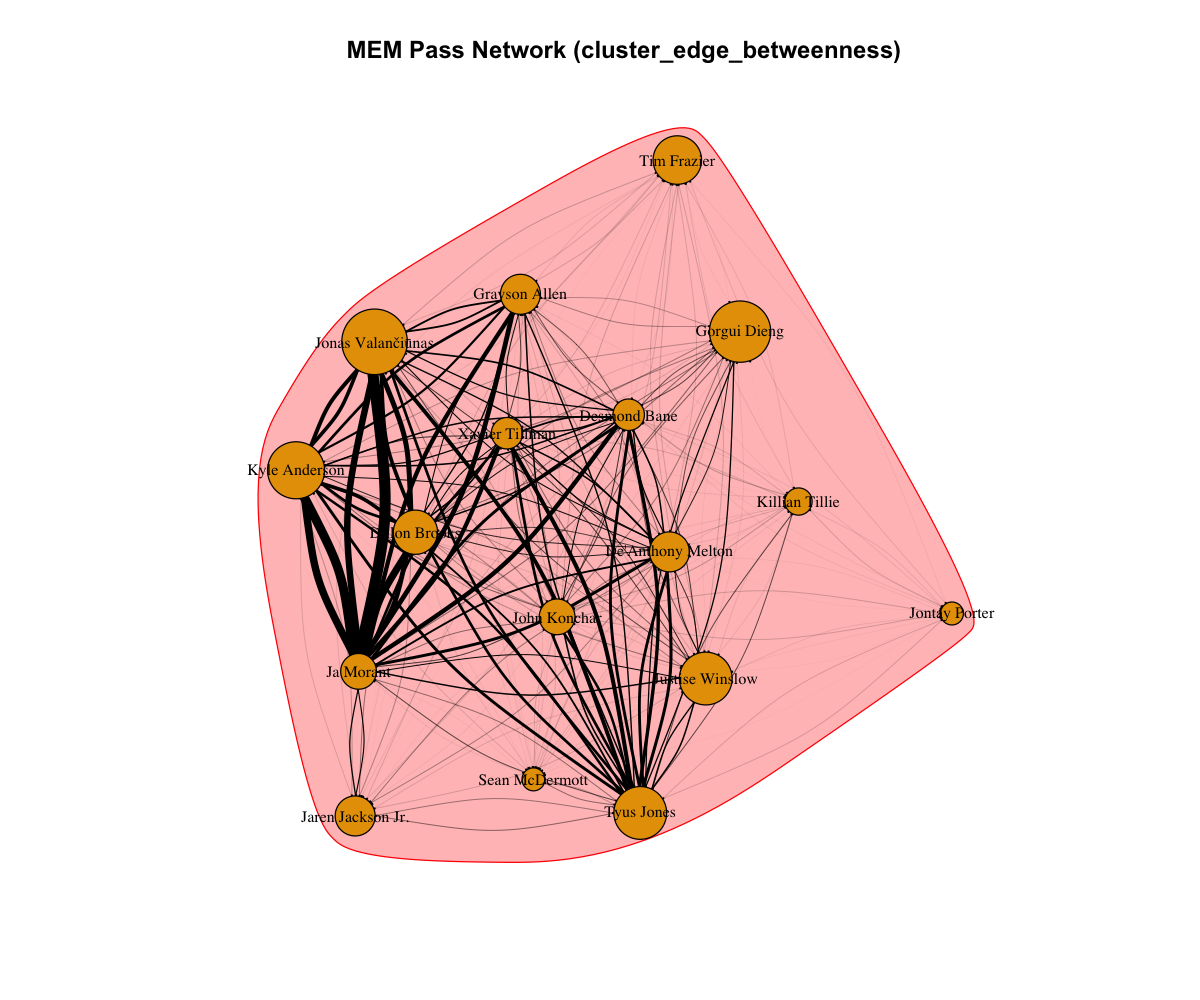 MEM Pass Network (cluster_edge_betweenness)
Tim Frazier
Grayson Allen
Gorgui Dieng
Jonas Valančiūnas
Desmond Bane
Xavier Tillman
Kyle Anderson
Killian Tillie
Dillon Brooks
De'Anthony Melton
Jontay Porter
John Konchar
Ja Morant
Justise Winslow
Sean McDermott
Tyus Jones
Jaren Jackson Jr.